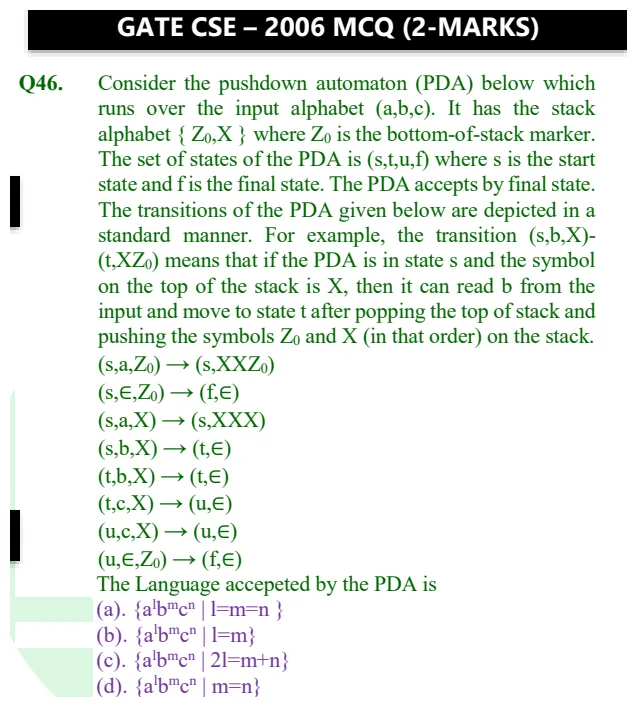 GATE CSE – 2006 MCQ (2-MARKS)
Q46. Consider the pushdown automaton (PDA) below which
runs over the input alphabet (a,b,c). It has the stack
alphabet { Z₀,X } where Z₀ is the bottom-of-stack marker.
The set of states of the PDA is (s,t,u,f) where s is the start
state and f is the final state. The PDA accepts by final state.
The transitions of the PDA given below are depicted in a
standard manner. For example, the transition (s,b,X)-
(t,XZ₀) means that if the PDA is in state s and the symbol
on the top of the stack is X, then it can read b from the
input and move to state t after popping the top of stack and
pushing the symbols Z₀ and X (in that order) on the stack.
(s,a,Z₀) → (s,XXZ₀)
(s,∈,Z₀) → (f,∈)
(s,a,X) → (s,XXX)
(s,b,X) → (t,∈)
(t,b,X) → (t,∈)
(t,c,X) → (u,∈)
(u,c,X) → (u,∈)
(u,∈,Z₀) → (f,∈)
The Language accepeted by the PDA is
(a). {aˡbᵐcⁿ | l=m=n }
(b). {aˡbᵐcⁿ | l=m}
(c). {aˡbᵐcⁿ | 2l=m+n}
(d). {aˡbᵐcⁿ | m=n}